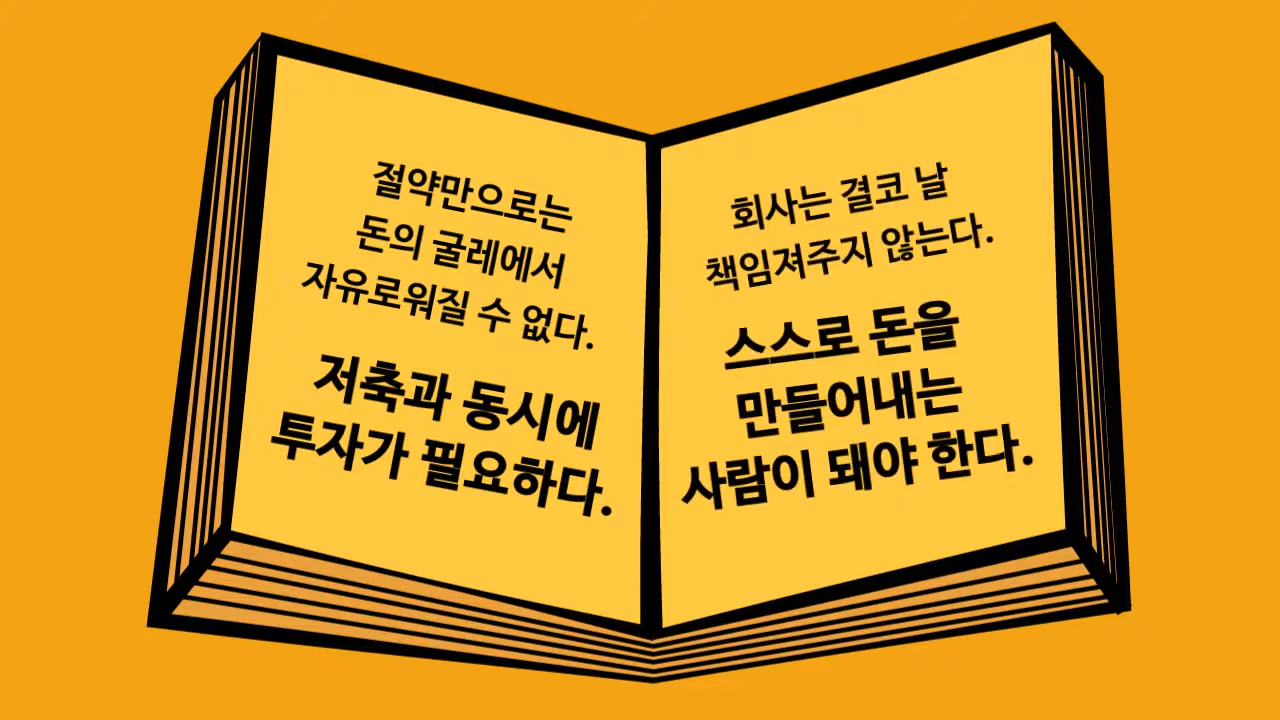 절약만으로는
돈의 굴레에서
자유로워질 수 없다.
저축과 동시에
투자가 필요하다.
회사는 결코 날
책임져주지 않는다.
스스로 돈을
만들어내는
사람이 돼야 한다.